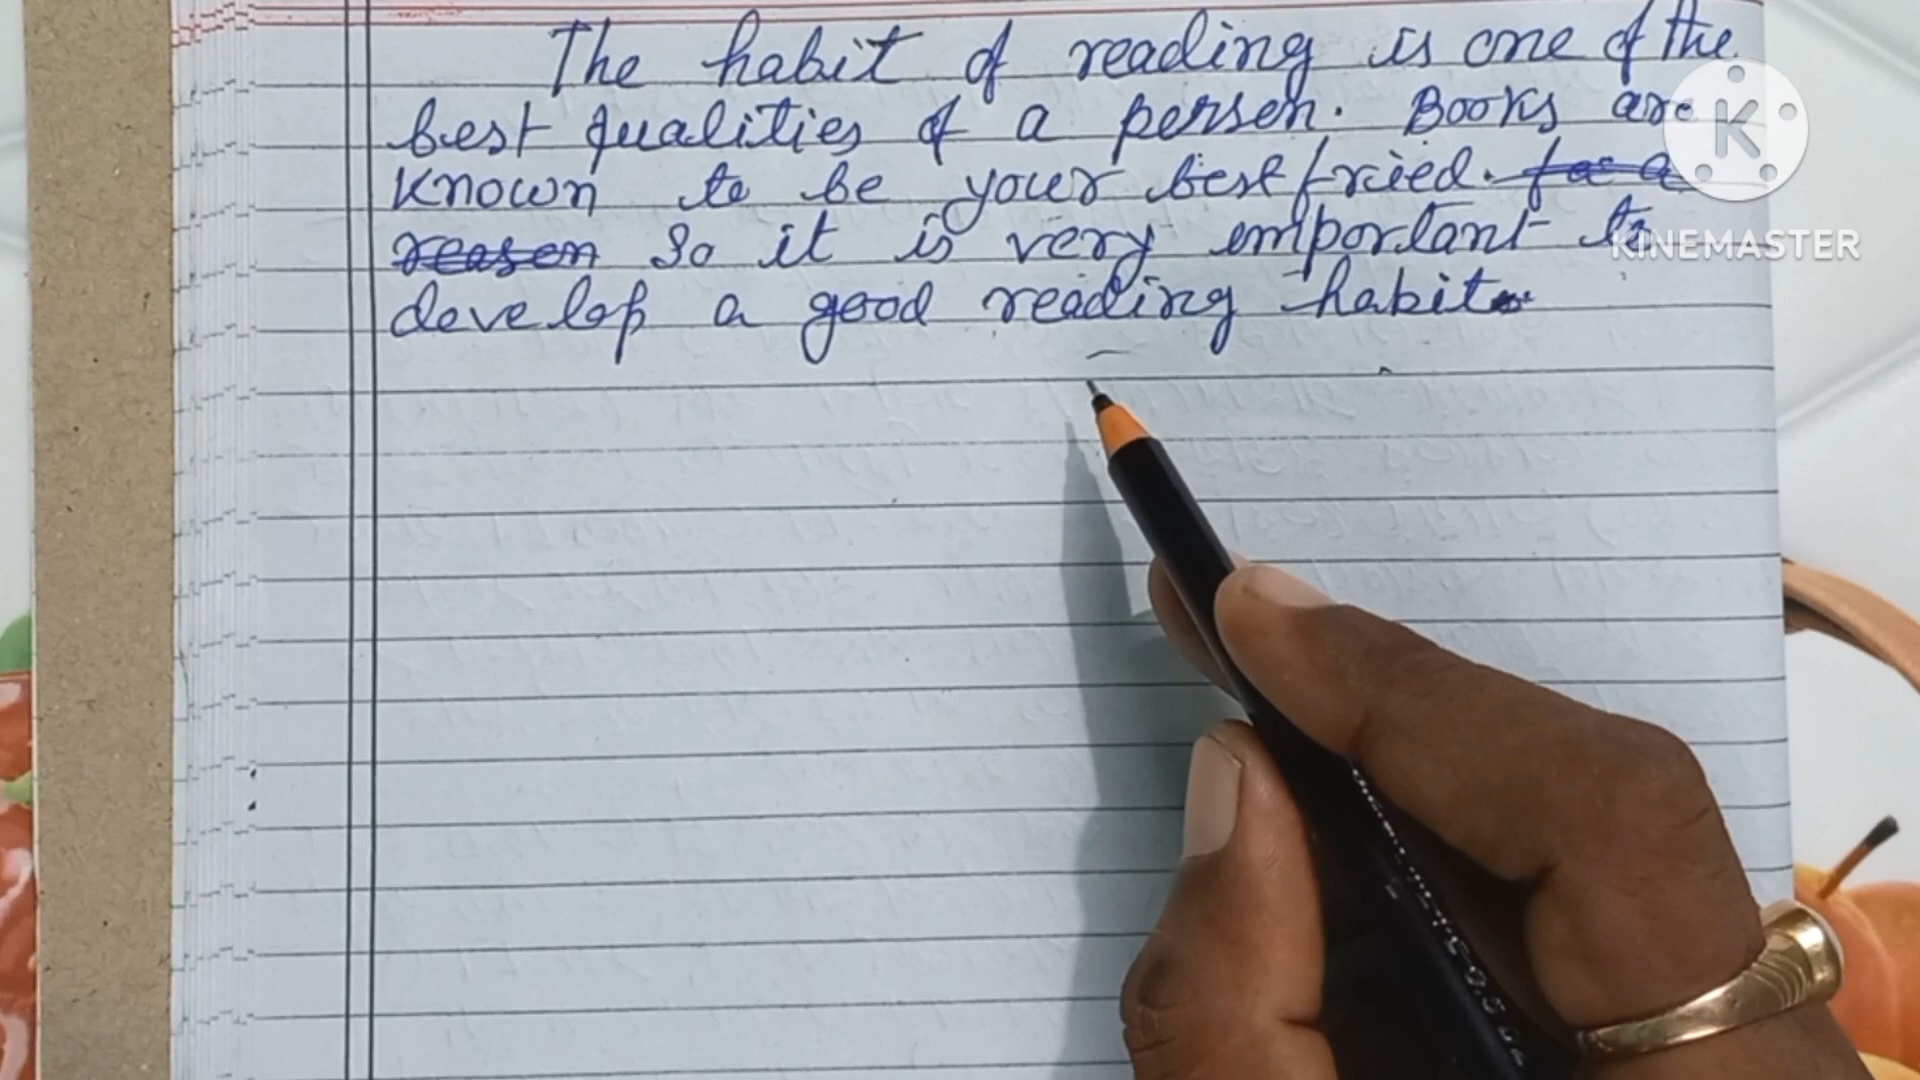 The habit of reading is one of the
best qualities of a person. Books are
known to be your best fried. for a
reason So it is very important to
develop a good reading habit.
K
KINEMASTER